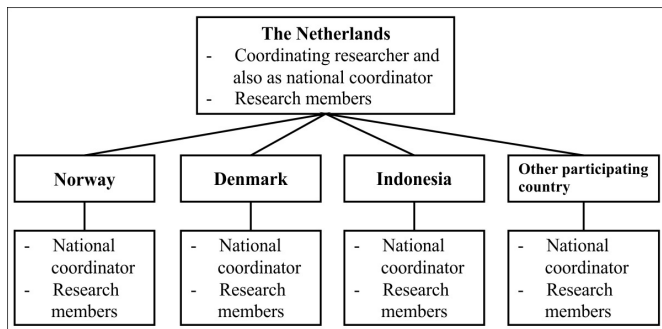 The Netherlands
- Coordinating researcher and
also as national coordinator
- Research members
Norway
Denmark
Indonesia
Other participating
country
- National
coordinator
- Research
members
- National
coordinator
- Research
members
- National
coordinator
- Research
members
- National
coordinator
- Research
members